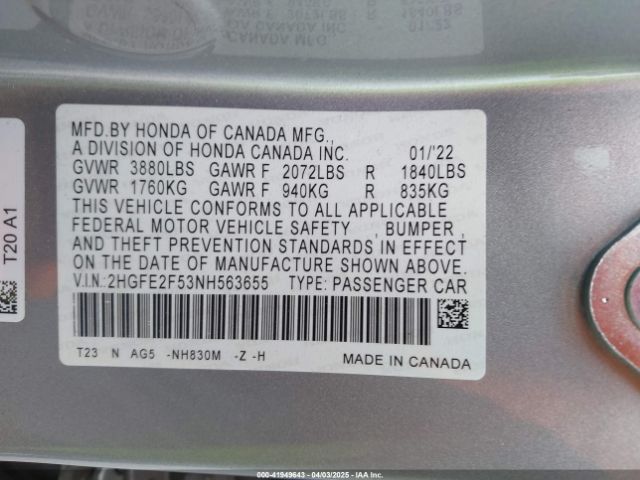 MFD.BY HONDA OF CANADA MFG.,
A DIVISION OF HONDA CANADA INC. 01/'22
GVWR 3880LBS GAWR F 2072LBS R 1840LBS
GVWR 1760KG GAWR F 940KG R 835KG
THIS VEHICLE CONFORMS TO ALL APPLICABLE
FEDERAL MOTOR VEHICLE SAFETY , BUMPER,
AND THEFT PREVENTION STANDARDS IN EFFECT
ON THE DATE OF MANUFACTURE SHOWN ABOVE.
V.I.N.:2HGFE2F53NH563655 TYPE: PASSENGER CAR
T23 N AG5 -NH830M -Z -H
MADE IN CANADA
T20 A1
000-41949643 - 04/03/2025 - IAA Inc.